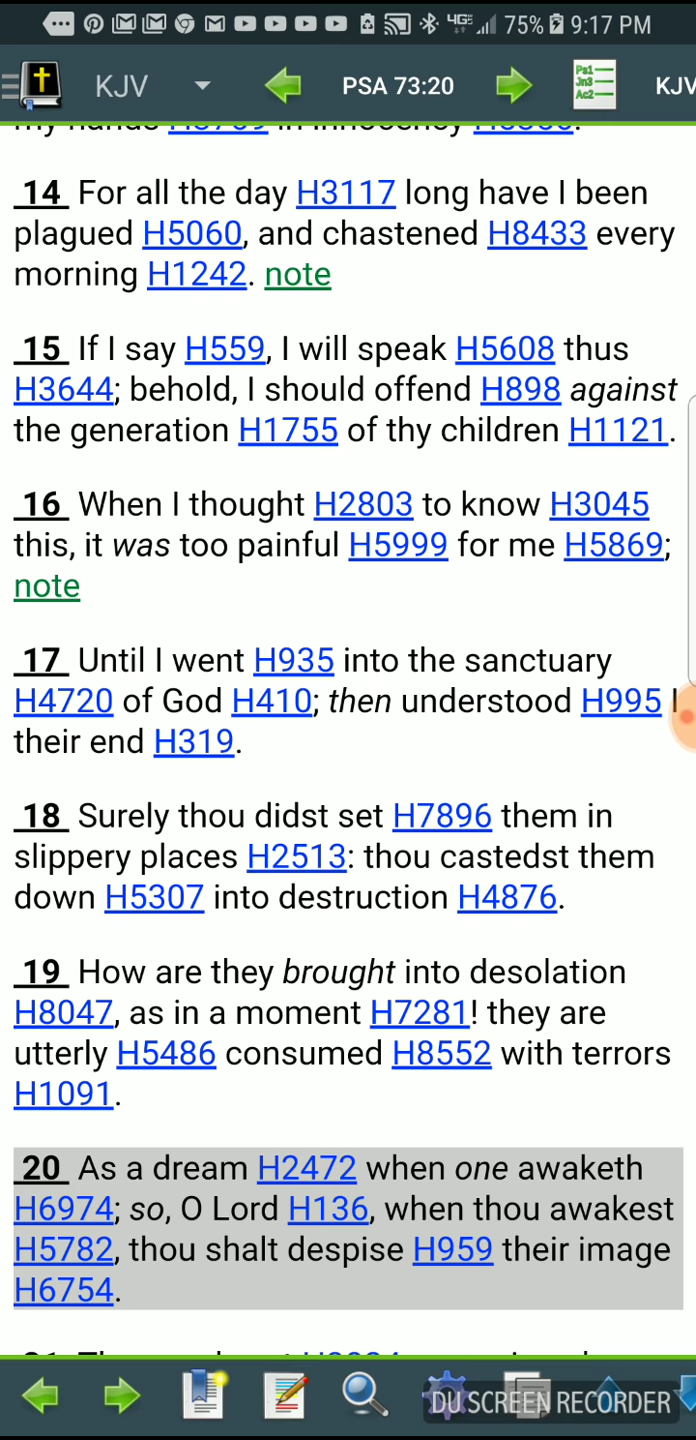 75% 9:17 PM
KJV PSA 73:20 KJV
14 For all the day H3117 long have I been
plagued H5060, and chastened H8433 every
morning H1242. note
15 If I say H559, I will speak H5608 thus
H3644; behold, I should offend H898 against
the generation H1755 of thy children H1121.
16 When I thought H2803 to know H3045
this, it was too painful H5999 for me H5869;
note
17 Until I went H935 into the sanctuary
H4720 of God H410; then understood H995 I
their end H319.
18 Surely thou didst set H7896 them in
slippery places H2513: thou castedst them
down H5307 into destruction H4876.
19 How are they brought into desolation
H8047, as in a moment H7281! they are
utterly H5486 consumed H8552 with terrors
H1091.
20 As a dream H2472 when one awaketh
H6974; so, O Lord H136, when thou awakest
H5782, thou shalt despise H959 their image
H6754.
DU SCREEN RECORDER